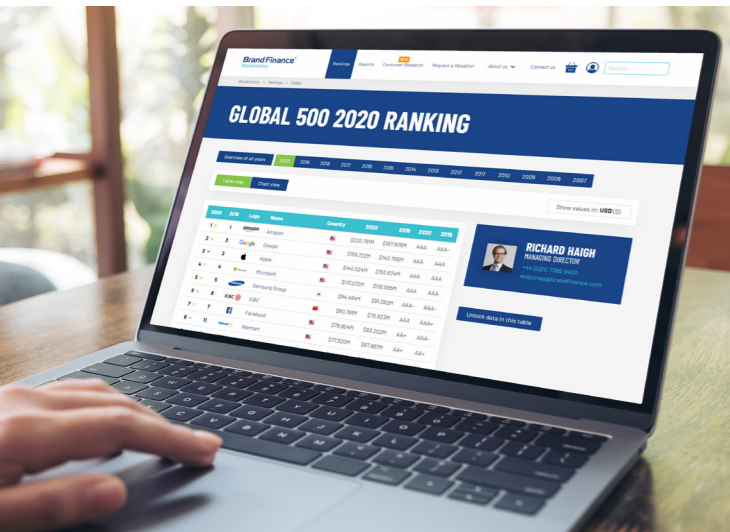 BrandFinance®
Brandirectory
Rankings Reports Consumer Research Request a Valuation About us Contact us Search
NEW
Brandirectory > Rankings > Global
GLOBAL 500 2020 RANKING
Overview of all years 2020 2019 2018 2017 2016 2015 2014 2013 2012 2011 2010 2009 2008 2007
Table view Chart view
Show values in: USD($)
2020 2019 Logo Name Country 2020 2019 2020 2019
1 1 amazon Amazon $220,791M $187,905M AAA AAA-
2 3 Google Google $159,722M $142,755M AAA AAA
3 2 Apple $140,524M $153,634M AAA AAA
4 4 Microsoft Microsoft $117,072M $119,595M AAA AAA
5 5 SAMSUNG Samsung Group $94,494M $91,282M AAA- AAA-
6 8 ICBC ICBC $80,791M $79,823M AAA AAA+
7 7 Facebook $79,804M $83,202M AA+ AAA-
8 11 Walmart Walmart $77,520M $67,867M AA+ AA+
RICHARD HAIGH
MANAGING DIRECTOR
+44 (0)20 7389 9400
enquiries@brandfinance.com
Unlock data in this table